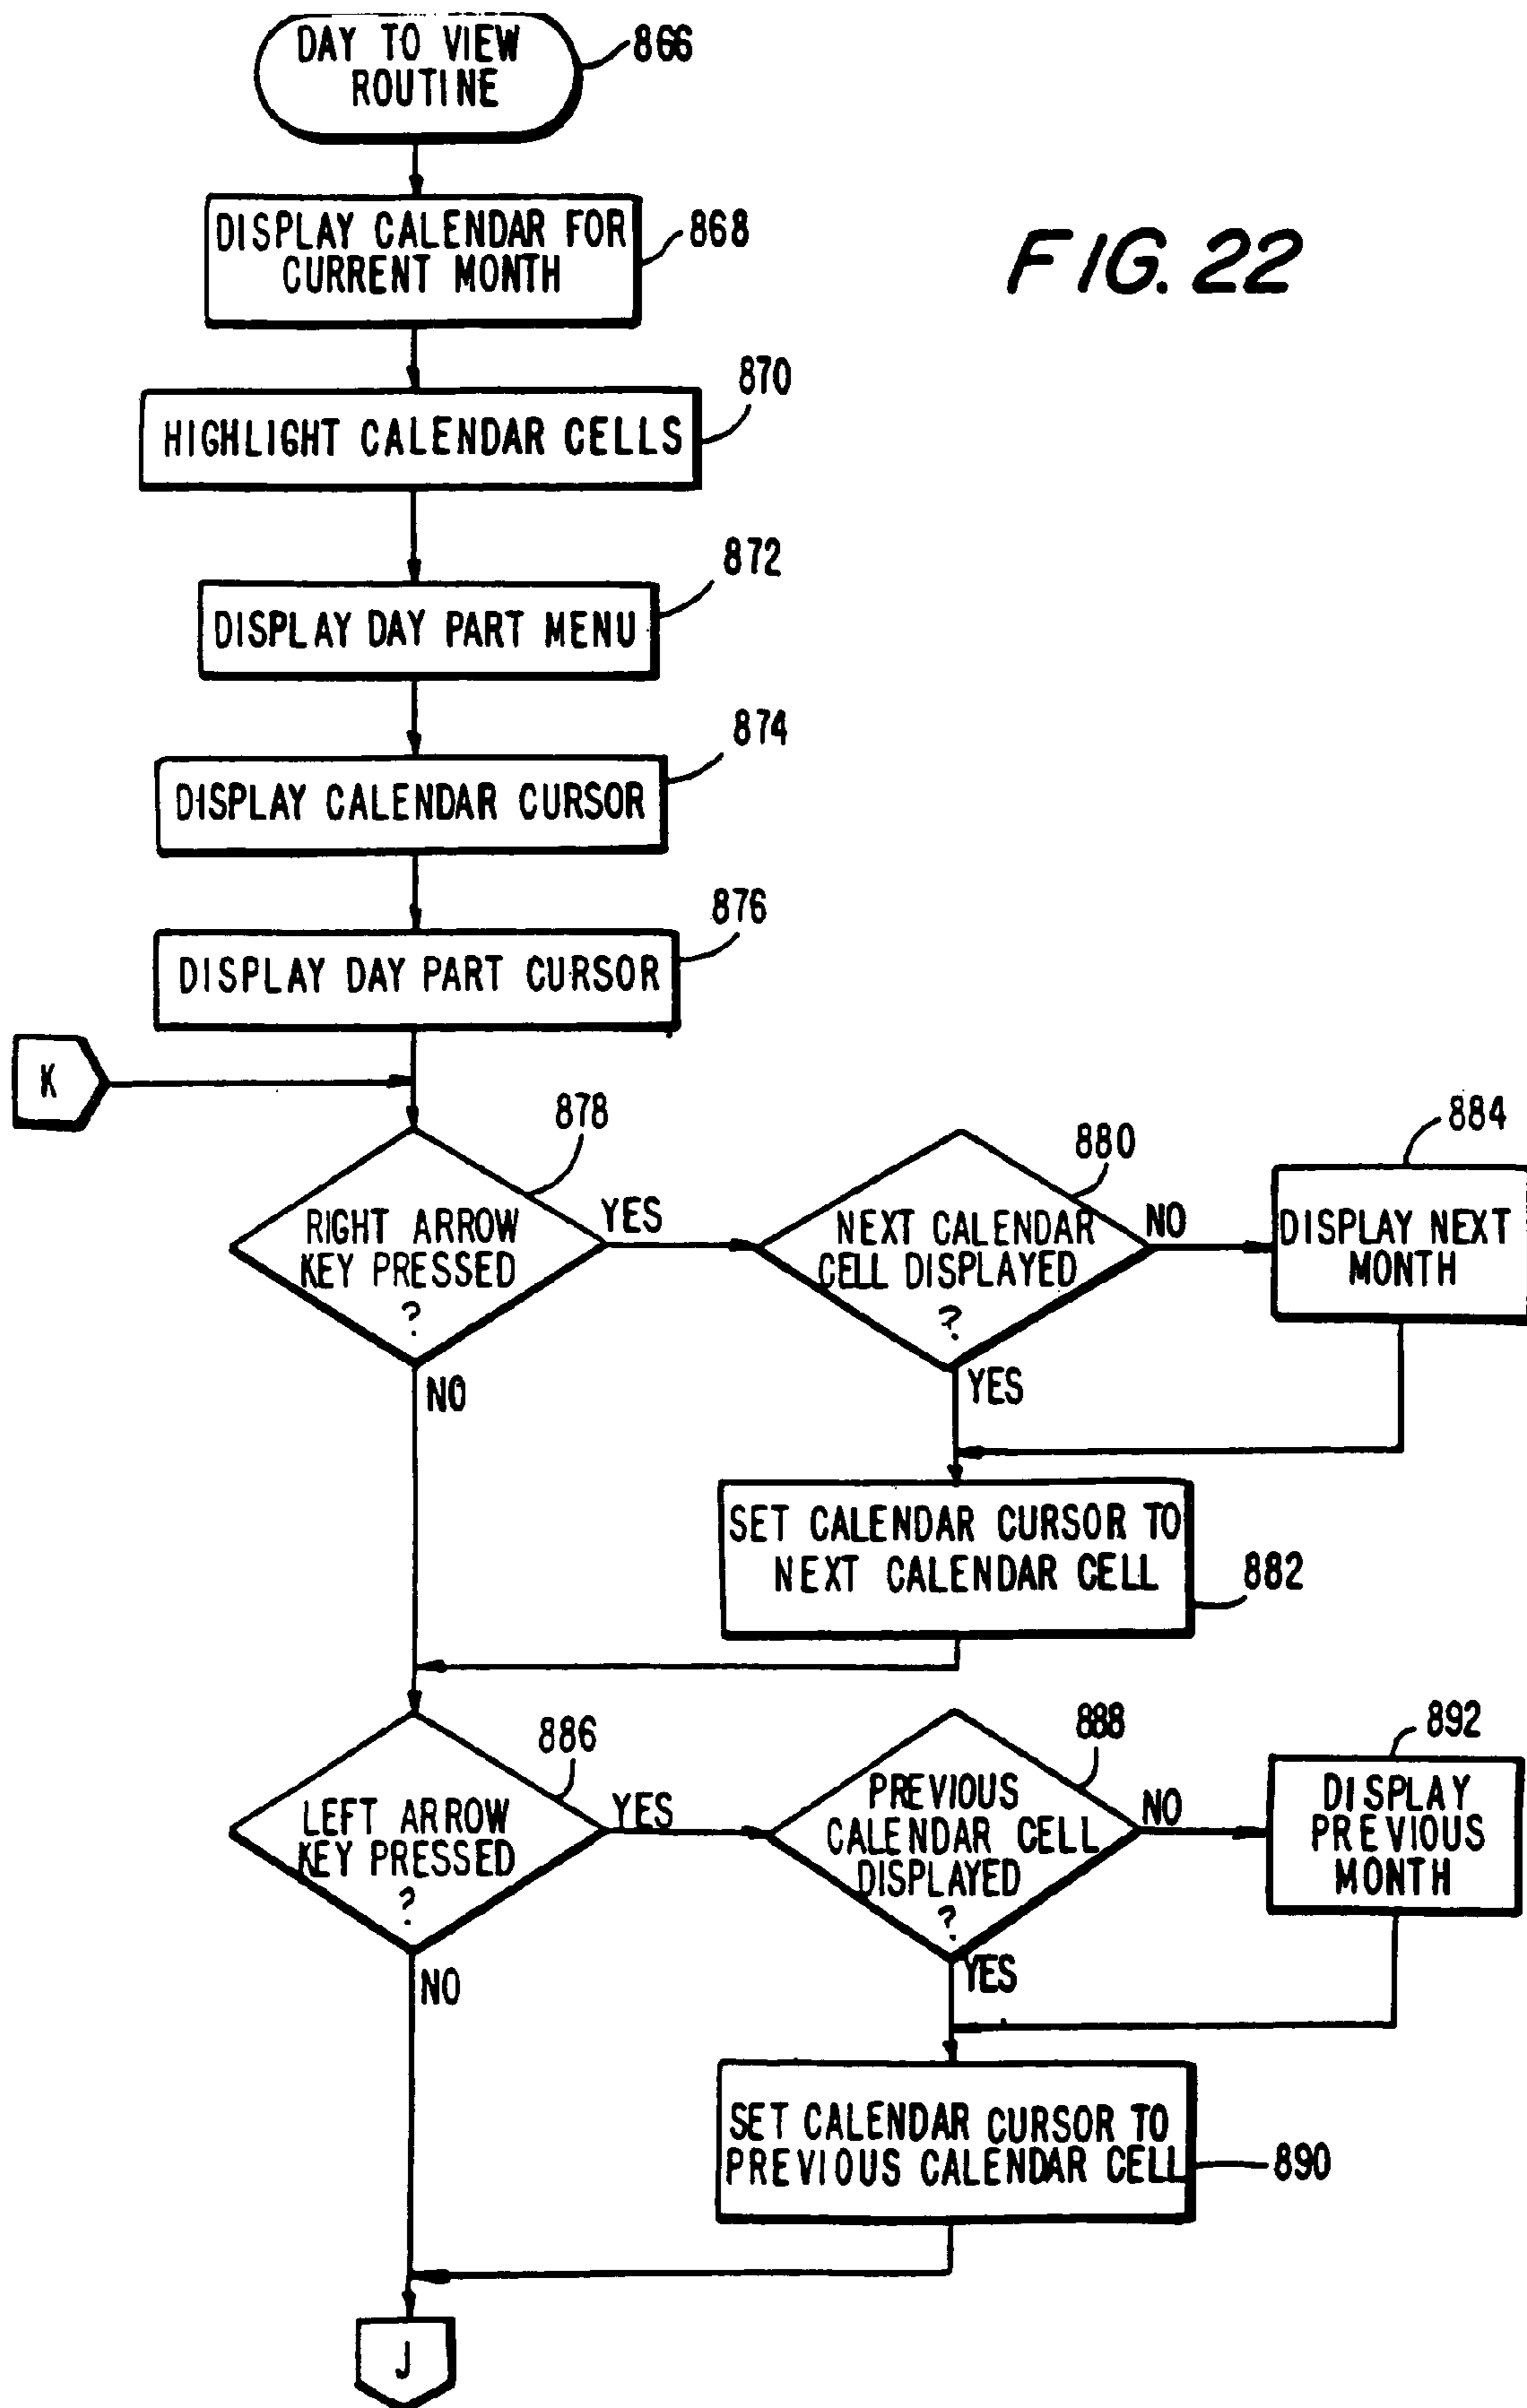 DAY TO VIEW
ROUTINE
866
DISPLAY CALENDAR FOR
CURRENT MONTH
868
FIG. 22
870
HIGHLIGHT CALENDAR CELLS
872
DISPLAY DAY PART MENU
874
DISPLAY CALENDAR CURSOR
876
DISPLAY DAY PART CURSOR
K
878
RIGHT ARROW
KEY PRESSED
?
YES
NO
880
NEXT CALENDAR
CELL DISPLAYED
?
NO
YES
884
DISPLAY NEXT
MONTH
SET CALENDAR CURSOR TO
NEXT CALENDAR CELL
882
886
LEFT ARROW
KEY PRESSED
?
YES
NO
888
PREVIOUS
CALENDAR CELL
DISPLAYED
?
NO
YES
892
DISPLAY
PREVIOUS
MONTH
SET CALENDAR CURSOR TO
PREVIOUS CALENDAR CELL
890
J